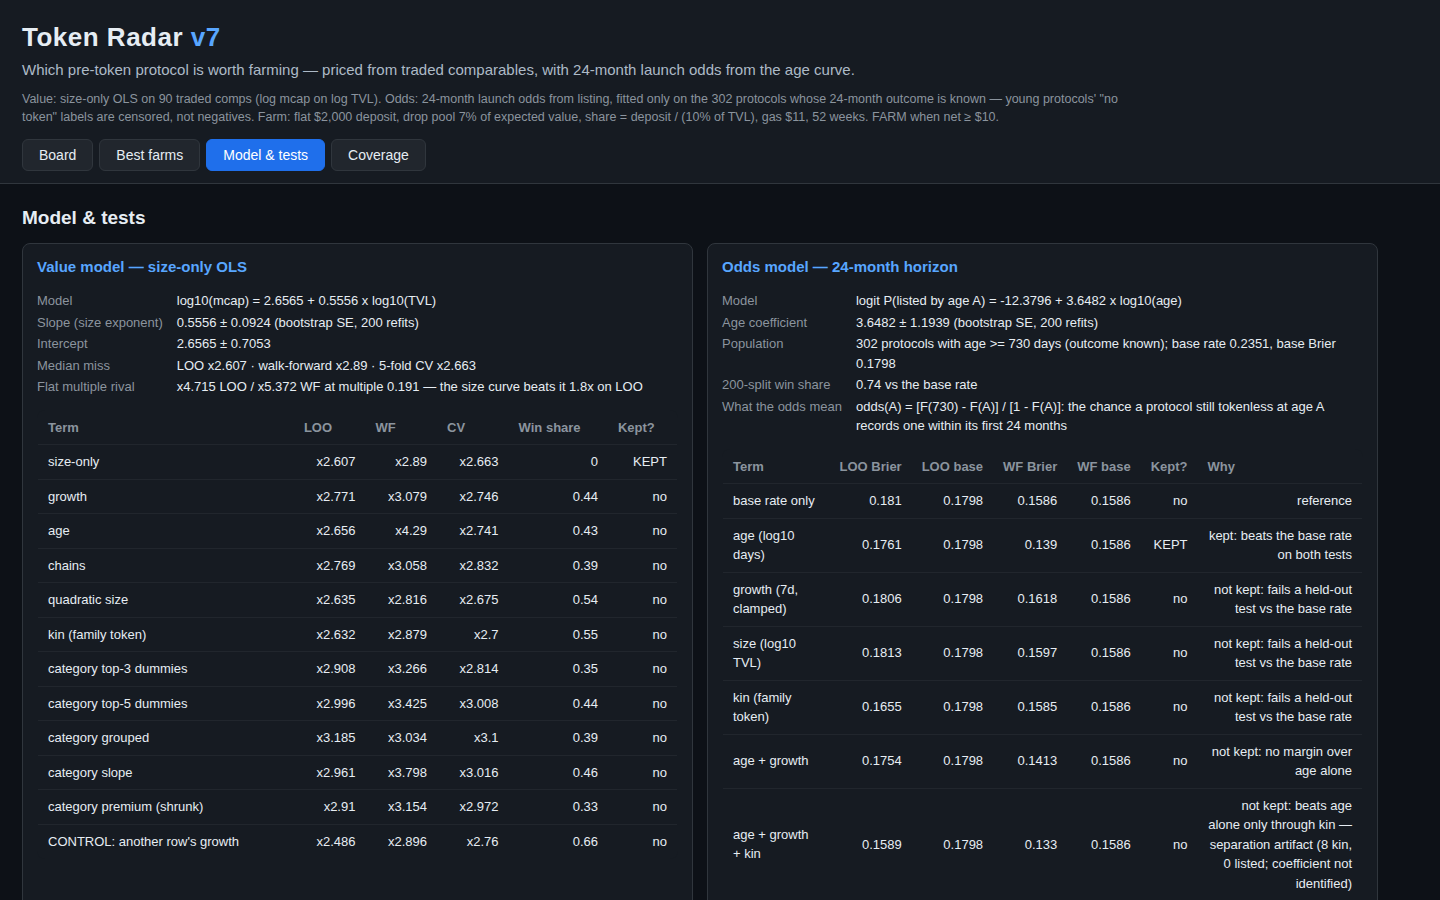 Token Radar v7
Which pre-token protocol is worth farming — priced from traded comparables, with 24-month launch odds from the age curve.
Value: size-only OLS on 90 traded comps (log mcap on log TVL). Odds: 24-month launch odds from listing, fitted only on the 302 protocols whose 24-month outcome is known — young protocols' "no
token" labels are censored, not negatives. Farm: flat $2,000 deposit, drop pool 7% of expected value, share = deposit / (10% of TVL), gas $11, 52 weeks. FARM when net ≥ $10.
Board Best farms Model & tests Coverage
Model & tests
Value model — size-only OLS
Model log10(mcap) = 2.6565 + 0.5556 x log10(TVL)
Slope (size exponent) 0.5556 ± 0.0924 (bootstrap SE, 200 refits)
Intercept 2.6565 ± 0.7053
Median miss LOO x2.607 · walk-forward x2.89 · 5-fold CV x2.663
Flat multiple rival x4.715 LOO / x5.372 WF at multiple 0.191 — the size curve beats it 1.8x on LOO
Term LOO WF CV Win share Kept?
size-only x2.607 x2.89 x2.663 0 KEPT
growth x2.771 x3.079 x2.746 0.44 no
age x2.656 x4.29 x2.741 0.43 no
chains x2.769 x3.058 x2.832 0.39 no
quadratic size x2.635 x2.816 x2.675 0.54 no
kin (family token) x2.632 x2.879 x2.7 0.55 no
category top-3 dummies x2.908 x3.266 x2.814 0.35 no
category top-5 dummies x2.996 x3.425 x3.008 0.44 no
category grouped x3.185 x3.034 x3.1 0.39 no
category slope x2.961 x3.798 x3.016 0.46 no
category premium (shrunk) x2.91 x3.154 x2.972 0.33 no
CONTROL: another row's growth x2.486 x2.896 x2.76 0.66 no
Odds model — 24-month horizon
Model logit P(listed by age A) = -12.3796 + 3.6482 x log10(age)
Age coefficient 3.6482 ± 1.1939 (bootstrap SE, 200 refits)
Population 302 protocols with age >= 730 days (outcome known); base rate 0.2351, base Brier
0.1798
200-split win share 0.74 vs the base rate
What the odds mean odds(A) = [F(730) - F(A)] / [1 - F(A)]: the chance a protocol still tokenless at age A
records one within its first 24 months
Term LOO Brier LOO base WF Brier WF base Kept? Why
base rate only 0.181 0.1798 0.1586 0.1586 no reference
age (log10
days) 0.1761 0.1798 0.139 0.1586 KEPT kept: beats the base rate
on both tests
growth (7d,
clamped) 0.1806 0.1798 0.1618 0.1586 no not kept: fails a held-out
test vs the base rate
size (log10
TVL) 0.1813 0.1798 0.1597 0.1586 no not kept: fails a held-out
test vs the base rate
kin (family
token) 0.1655 0.1798 0.1585 0.1586 no not kept: fails a held-out
test vs the base rate
age + growth 0.1754 0.1798 0.1413 0.1586 no not kept: no margin over
age alone
age + growth
+ kin 0.1589 0.1798 0.133 0.1586 no not kept: beats age
alone only through kin —
separation artifact (8 kin,
0 listed; coefficient not
identified)